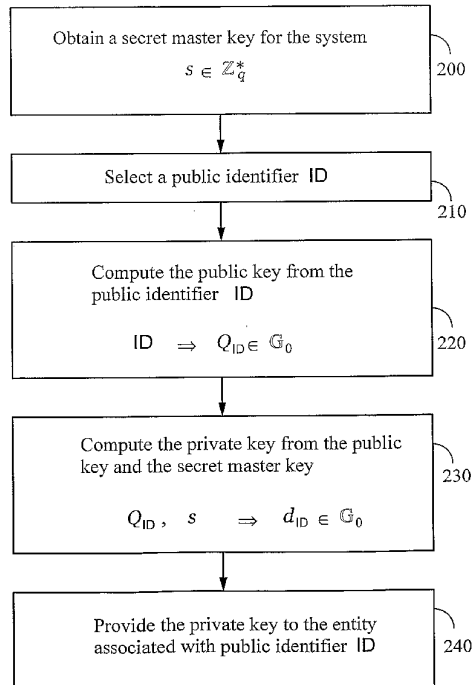 Obtain a secret master key for the system
s ∈ ℤ*q
200
Select a public identifier ID
210
Compute the public key from the
public identifier ID
ID ⇒ QID ∈ 𝔾0
220
Compute the private key from the public
key and the secret master key
QID , s ⇒ dID ∈ 𝔾0
230
Provide the private key to the entity
associated with public identifier ID
240